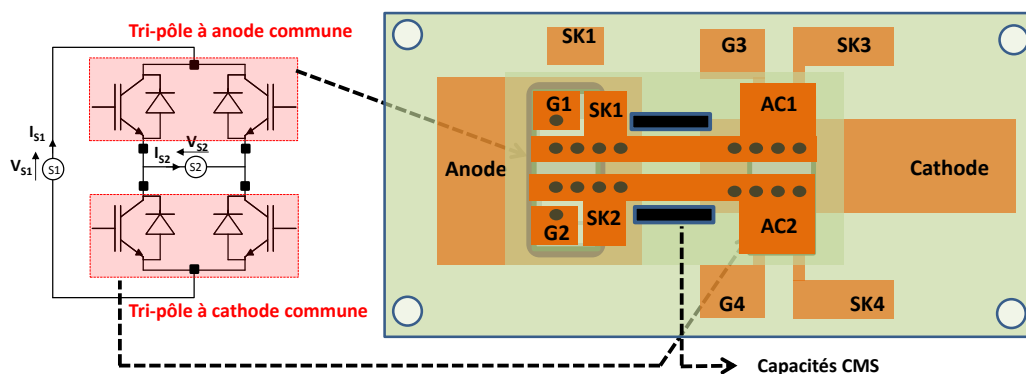 Tri-pôle à anode commune
I_S1
V_S1
S1
V_S2
I_S2
S2
Tri-pôle à cathode commune
SK1
G3
SK3
G1
SK1
AC1
Anode
Cathode
G2
SK2
AC2
G4
SK4
Capacités CMS